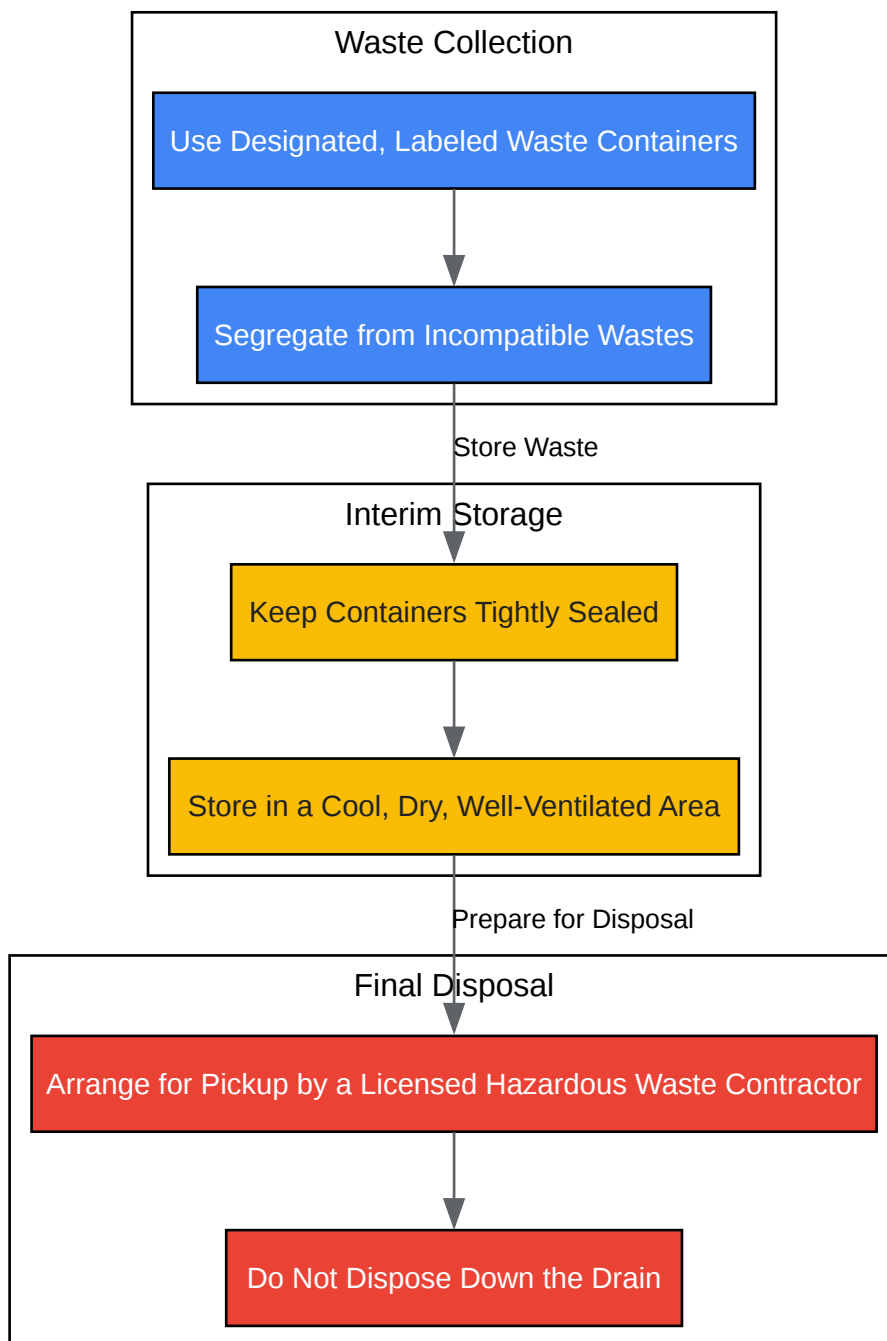 Waste Collection
Use Designated, Labeled Waste Containers
Segregate from Incompatible Wastes
Store Waste
Interim Storage
Keep Containers Tightly Sealed
Store in a Cool, Dry, Well-Ventilated Area
Prepare for Disposal
Final Disposal
Arrange for Pickup by a Licensed Hazardous Waste Contractor
Do Not Dispose Down the Drain